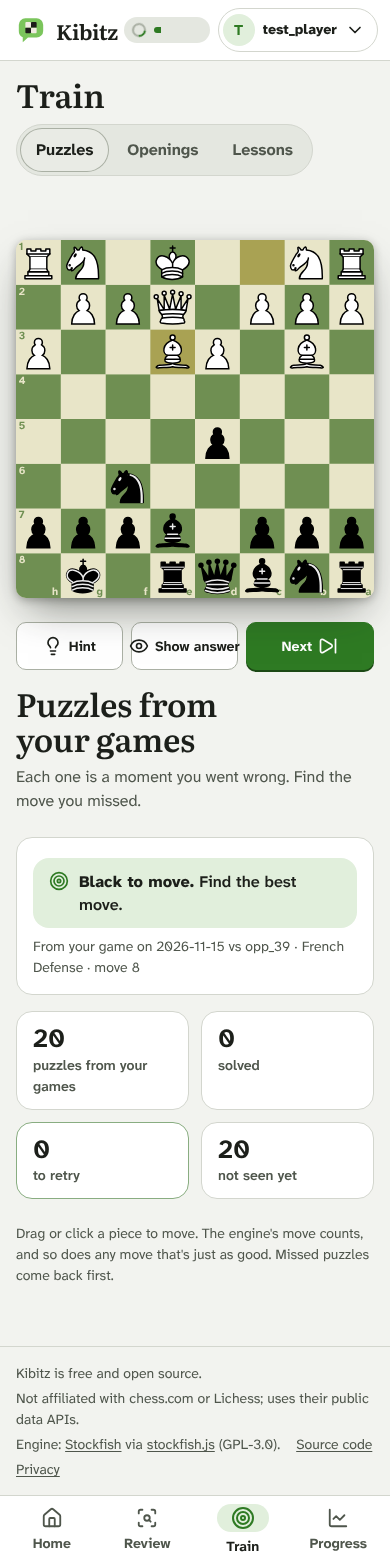 Kibitz
T
test_player
Train
Puzzles
Openings
Lessons
1
2
3
4
5
6
7
8
h
g
f
e
d
c
b
a
Hint
Show answer
Next
Puzzles from
your games
Each one is a moment you went wrong. Find the
move you missed.
Black to move. Find the best
move.
From your game on 2026-11-15 vs opp_39 · French
Defense · move 8
20
puzzles from your
games
0
solved
0
to retry
20
not seen yet
Drag or click a piece to move. The engine's move counts,
and so does any move that's just as good. Missed puzzles
come back first.
Kibitz is free and open source.
Not affiliated with chess.com or Lichess; uses their public
data APIs.
Engine: Stockfish via stockfish.js (GPL-3.0). Source code
Privacy
Home
Review
Train
Progress